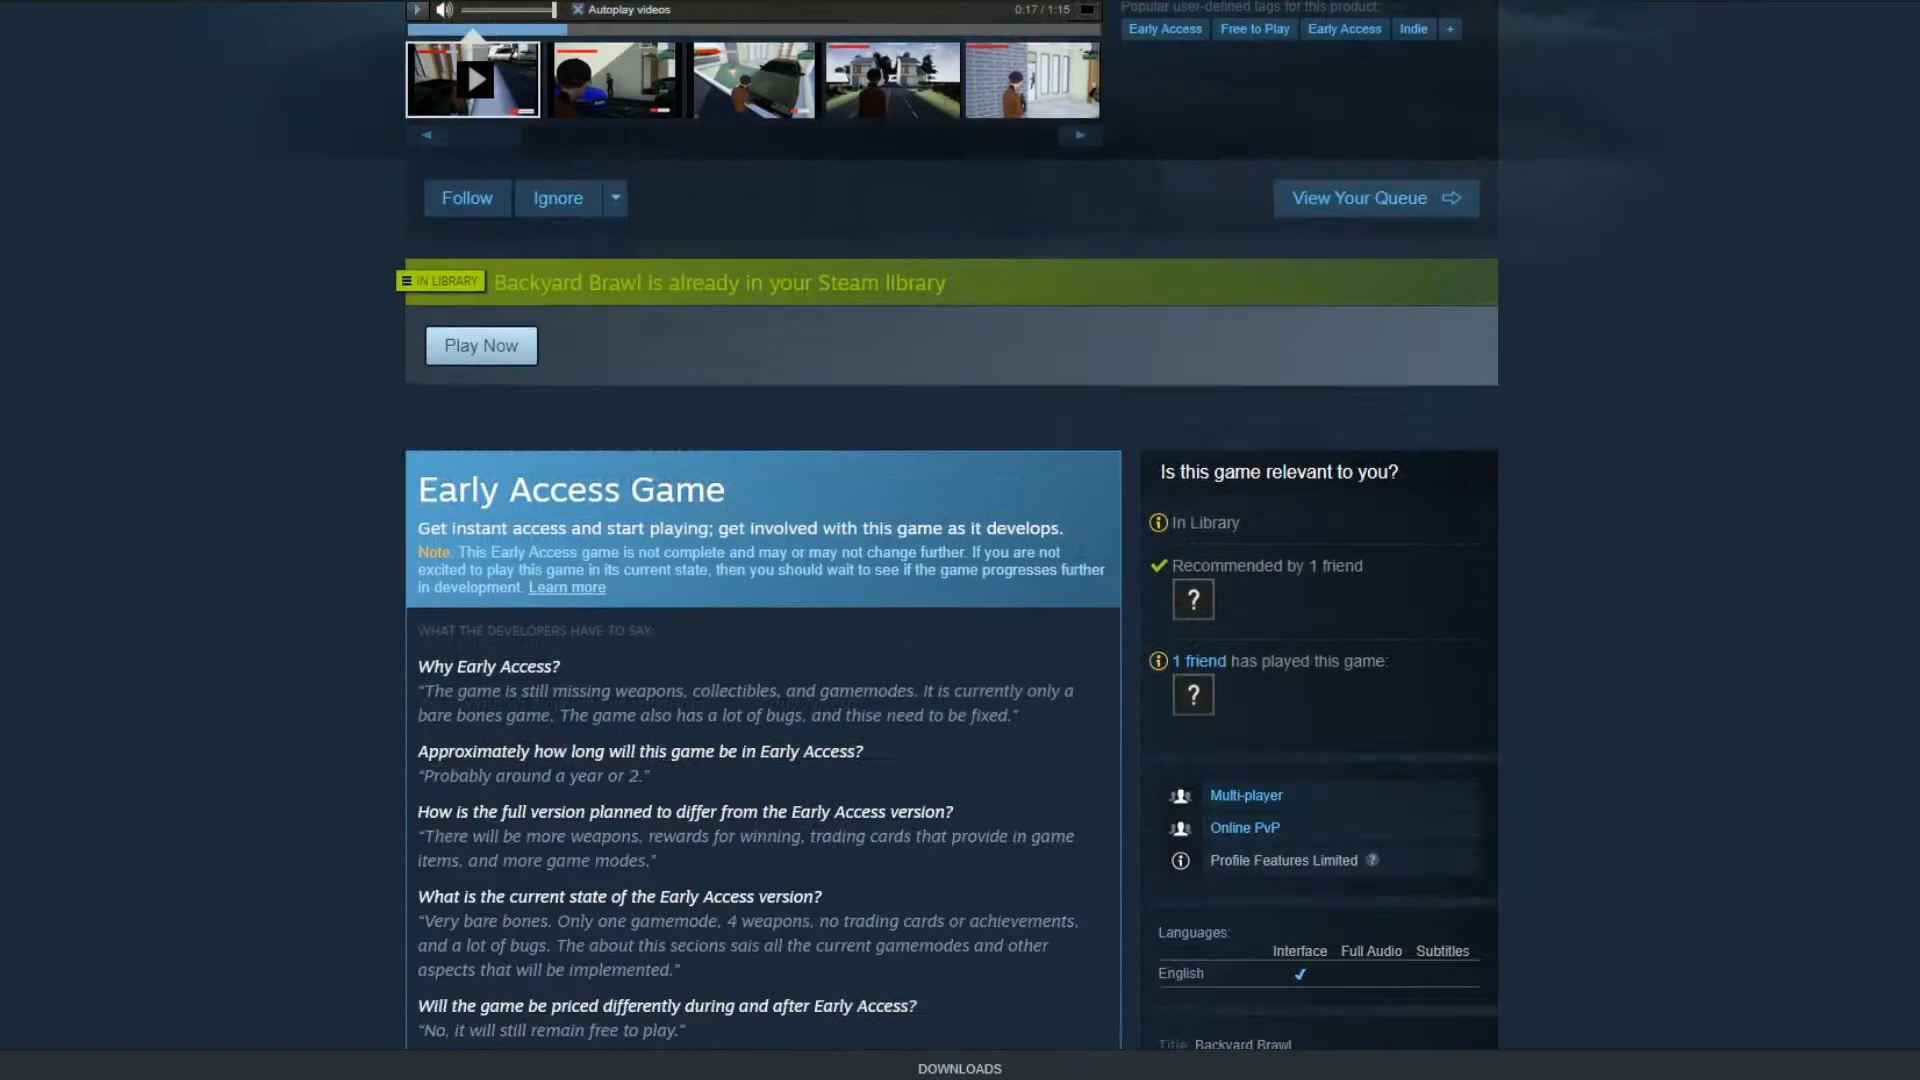 Autoplay videos
0:17 / 1:15
Popular user-defined tags for this product:
Early Access
Free to Play
Early Access
Indie
+
Follow
Ignore
View Your Queue
IN LIBRARY
Backyard Brawl is already in your Steam library
Play Now
Early Access Game
Get instant access and start playing; get involved with this game as it develops.
Note: This Early Access game is not complete and may or may not change further. If you are not
excited to play this game in its current state, then you should wait to see if the game progresses further
in development. Learn more
WHAT THE DEVELOPERS HAVE TO SAY:
Why Early Access?
“The game is still missing weapons, collectibles, and gamemodes. It is currently only a
bare bones game. The game also has a lot of bugs, and thise need to be fixed.”
Approximately how long will this game be in Early Access?
“Probably around a year or 2.”
How is the full version planned to differ from the Early Access version?
“There will be more weapons, rewards for winning, trading cards that provide in game
items, and more game modes.”
What is the current state of the Early Access version?
“Very bare bones. Only one gamemode, 4 weapons, no trading cards or achievements,
and a lot of bugs. The about this secions sais all the current gamemodes and other
aspects that will be implemented.”
Will the game be priced differently during and after Early Access?
“No, it will still remain free to play.”
Is this game relevant to you?
In Library
Recommended by 1 friend
?
1 friend has played this game:
?
Multi-player
Online PvP
Profile Features Limited ?
Languages:
Interface Full Audio Subtitles
English ✓
Title: Backyard Brawl
DOWNLOADS